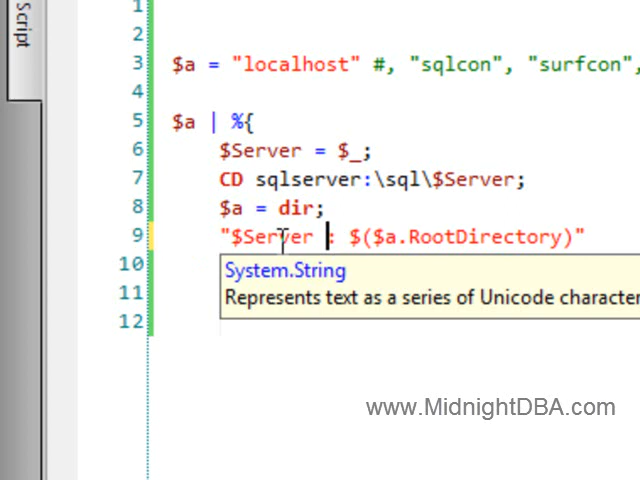 Script
1
2
3 $a = "localhost" #, "sqlcon", "surfcon",
4
5 $a | %{
6 $Server = $_;
7 CD sqlserver:\sql\$Server;
8 $a = dir;
9 "$Server : $($a.RootDirectory)"
10 System.String
11 Represents text as a series of Unicode character
12
www.MidnightDBA.com